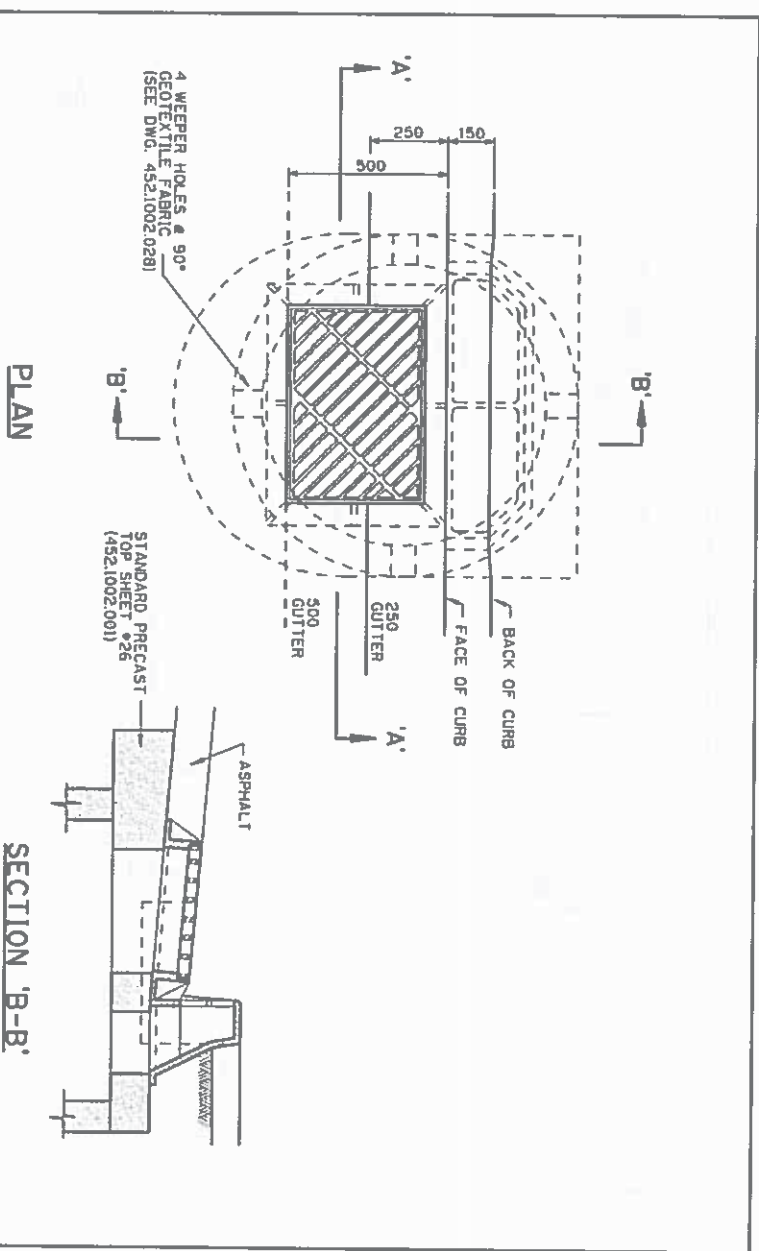 'A'
250
150
500
4 WEEPER HOLES @ 90°
GEOTEXTILE FABRIC
(SEE DWG. 452.1002.028)
'B'
'B'
BACK OF CURB
FACE OF CURB
250
GUTTER
500
GUTTER
'A'
PLAN
STANDARD PRECAST
TOP SHEET #26
(452.1002.001)
ASPHALT
SECTION 'B-B'